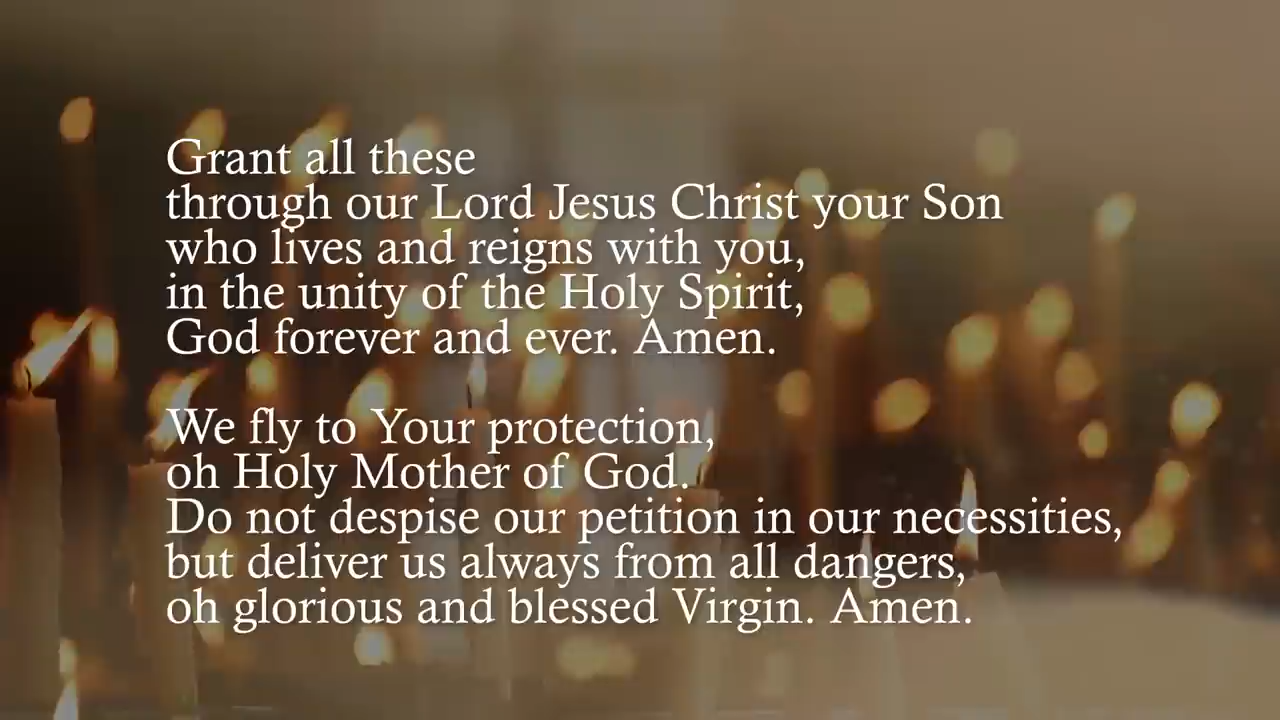 Grant all these
through our Lord Jesus Christ your Son
who lives and reigns with you,
in the unity of the Holy Spirit,
God forever and ever. Amen.
We fly to Your protection,
oh Holy Mother of God.
Do not despise our petition in our necessities,
but deliver us always from all dangers,
oh glorious and blessed Virgin. Amen.